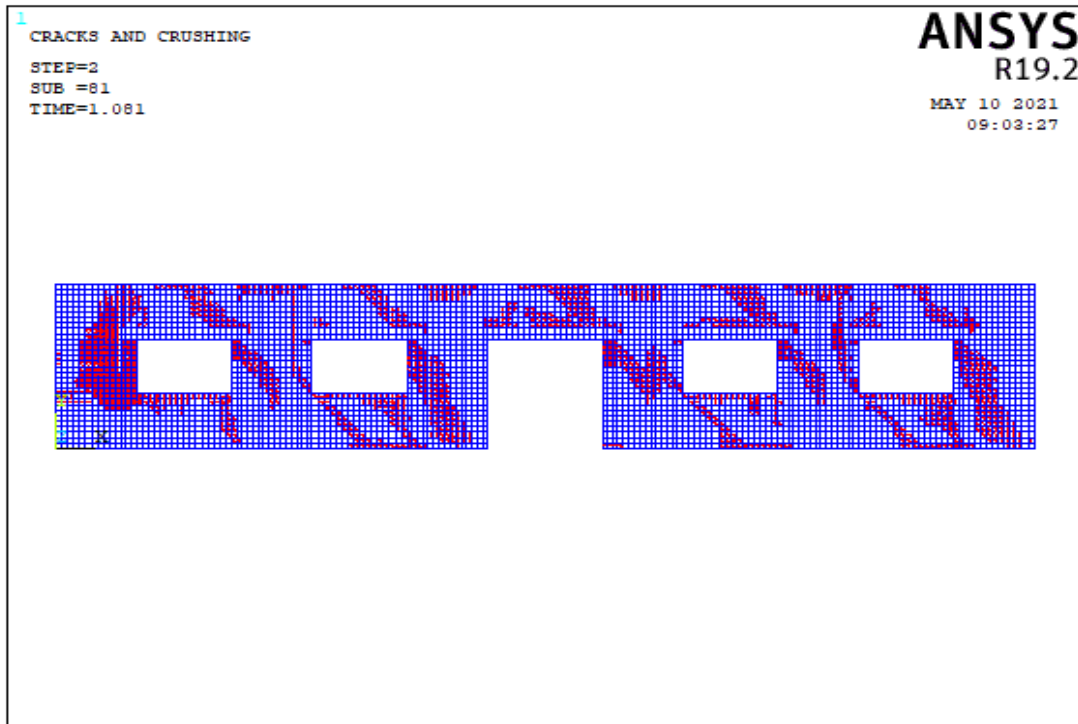 1
CRACKS AND CRUSHING
STEP=2
SUB =81
TIME=1.081
ANSYS
R19.2
MAY 10 2021
09:03:27
Y
X